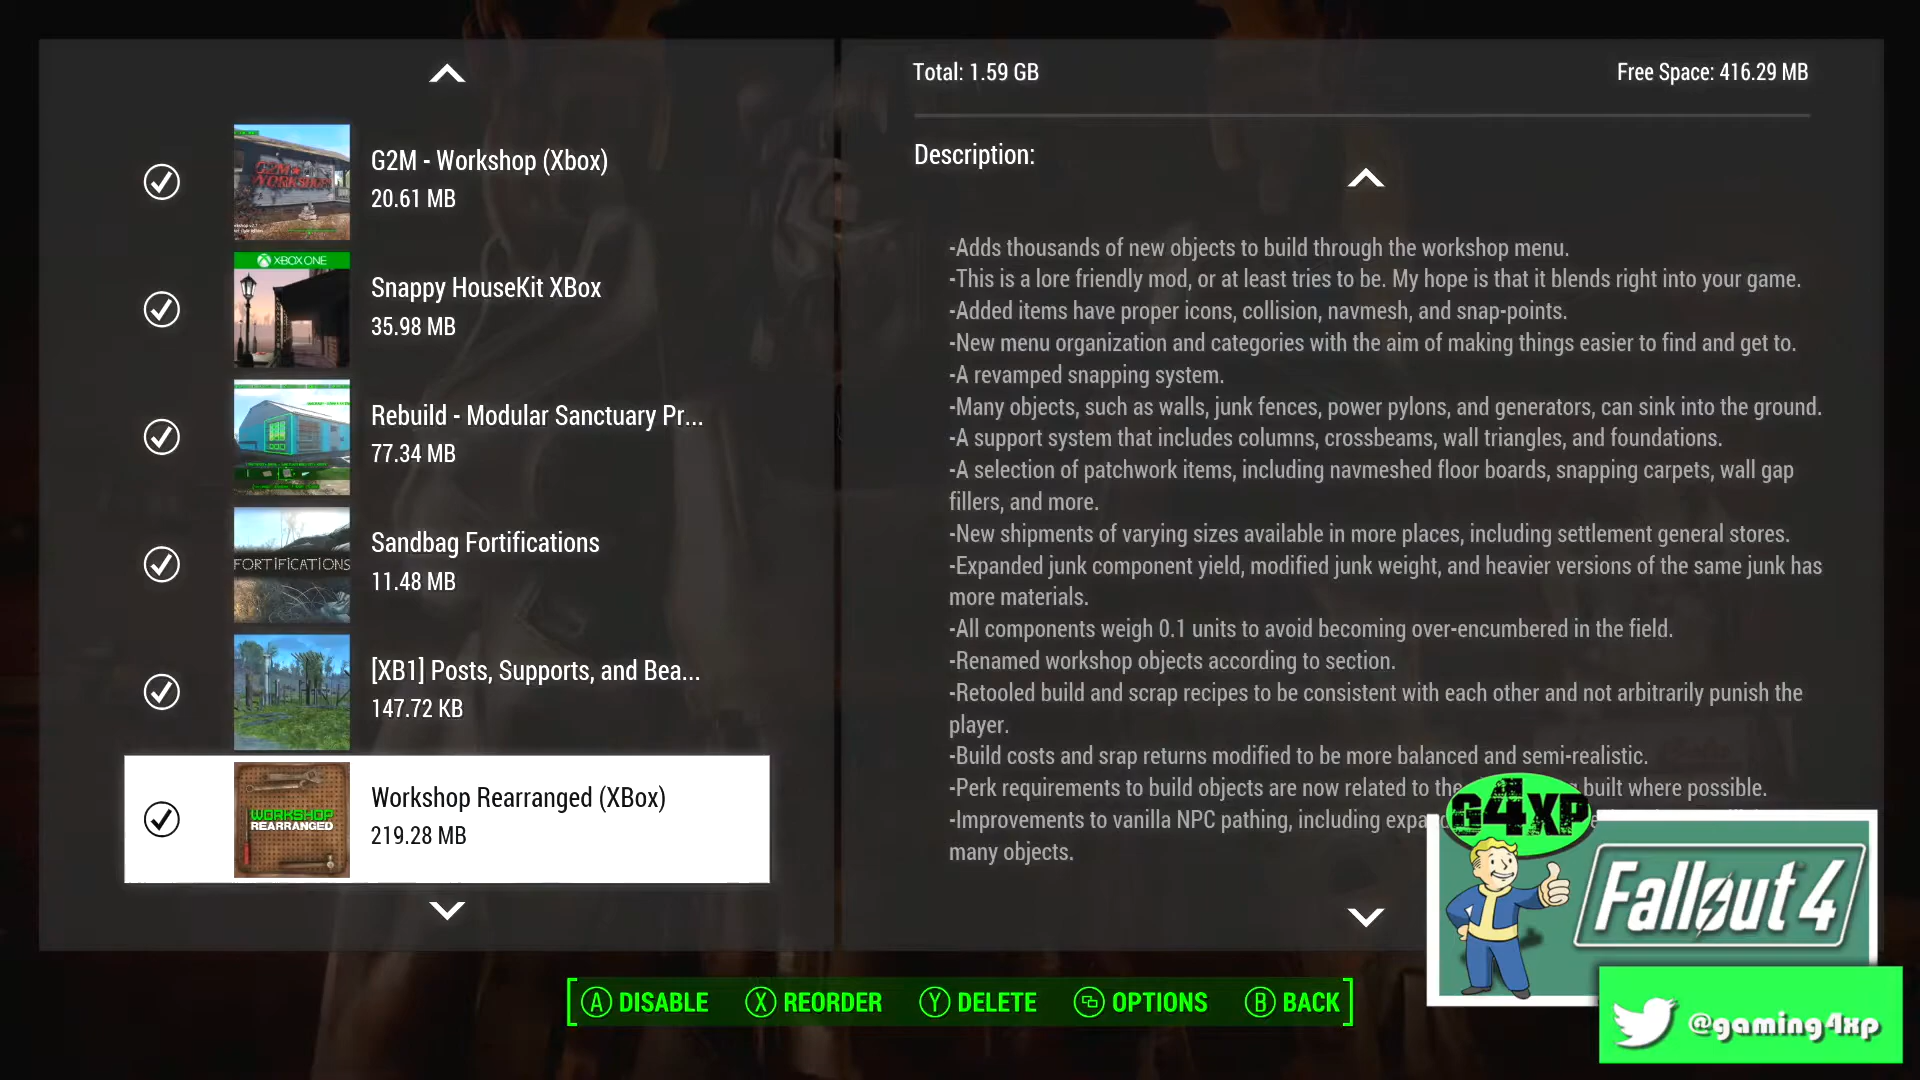 Total: 1.59 GB
Free Space: 416.29 MB
G2M - Workshop (Xbox)
20.61 MB
XBOX ONE
Snappy HouseKit XBox
35.98 MB
Rebuild - Modular Sanctuary Pr...
77.34 MB
FORTIFICATIONS
Sandbag Fortifications
11.48 MB
[XB1] Posts, Supports, and Bea...
147.72 KB
WORKSHOP
REARRANGED
Workshop Rearranged (XBox)
219.28 MB
Description:
-Adds thousands of new objects to build through the workshop menu.
-This is a lore friendly mod, or at least tries to be. My hope is that it blends right into your game.
-Added items have proper icons, collision, navmesh, and snap-points.
-New menu organization and categories with the aim of making things easier to find and get to.
-A revamped snapping system.
-Many objects, such as walls, junk fences, power pylons, and generators, can sink into the ground.
-A support system that includes columns, crossbeams, wall triangles, and foundations.
-A selection of patchwork items, including navmeshed floor boards, snapping carpets, wall gap
fillers, and more.
-New shipments of varying sizes available in more places, including settlement general stores.
-Expanded junk component yield, modified junk weight, and heavier versions of the same junk has
more materials.
-All components weigh 0.1 units to avoid becoming over-encumbered in the field.
-Renamed workshop objects according to section.
-Retooled build and scrap recipes to be consistent with each other and not arbitrarily punish the
player.
-Build costs and srap returns modified to be more balanced and semi-realistic.
-Perk requirements to build objects are now related to the built where possible.
-Improvements to vanilla NPC pathing, including
many objects.
G4XP
Fallout 4
@gaming4xp
A DISABLE X REORDER Y DELETE OPTIONS B BACK